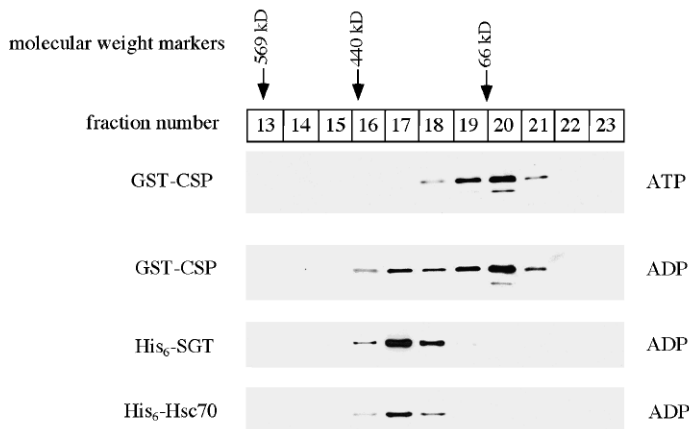 molecular weight markers
569 kD
440 kD
66 kD
fraction number 13 14 15 16 17 18 19 20 21 22 23
GST-CSP ATP
GST-CSP ADP
His₆-SGT ADP
His₆-Hsc70 ADP